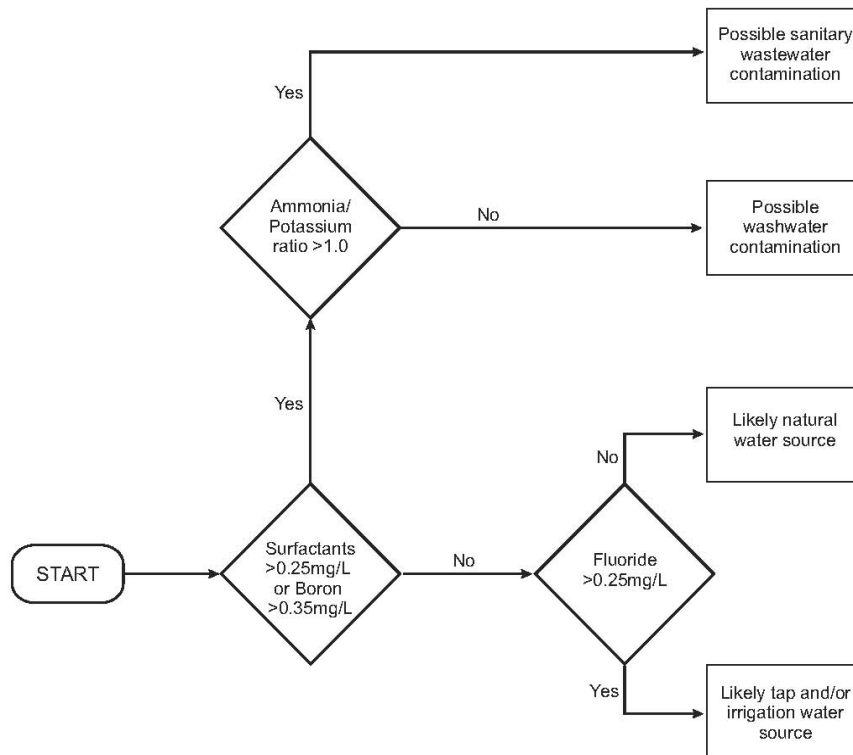 Possible sanitary
wastewater
contamination
Yes
Ammonia/
Potassium
ratio >1.0
No
Possible
washwater
contamination
Yes
Likely natural
water source
No
START
Surfactants
>0.25mg/L
or Boron
>0.35mg/L
No
Fluoride
>0.25mg/L
Yes
Likely tap and/or
irrigation water
source